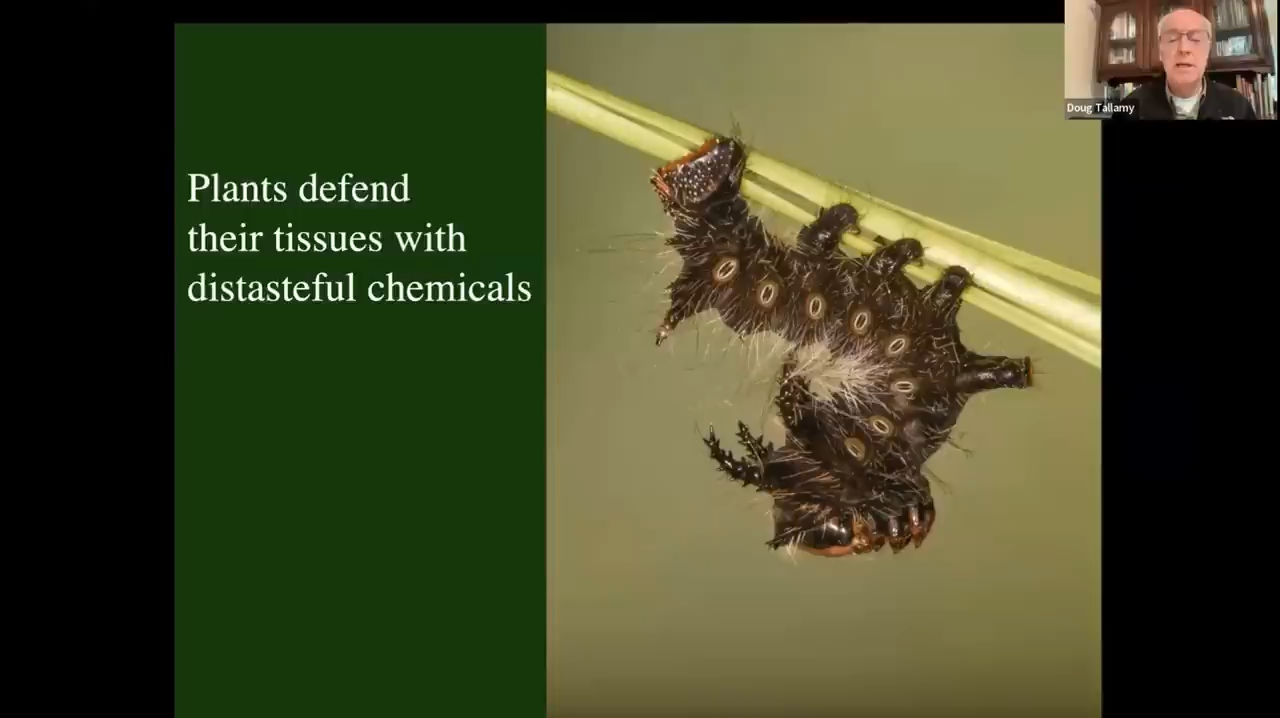 Plants defend
their tissues with
distasteful chemicals
Doug Tallamy